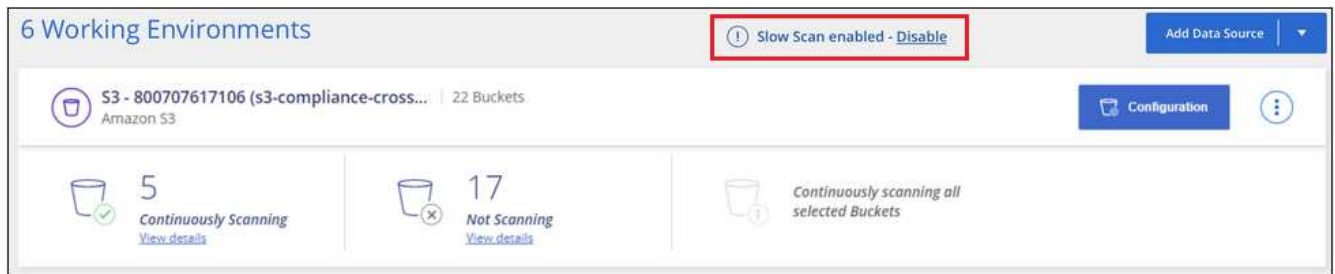 6 Working Environments
Slow Scan enabled - Disable
Add Data Source
S3 - 800707617106 (s3-compliance-cross... | 22 Buckets
Amazon S3
Configuration
5
Continuously Scanning
View details
17
Not Scanning
View details
Continuously scanning all
selected Buckets